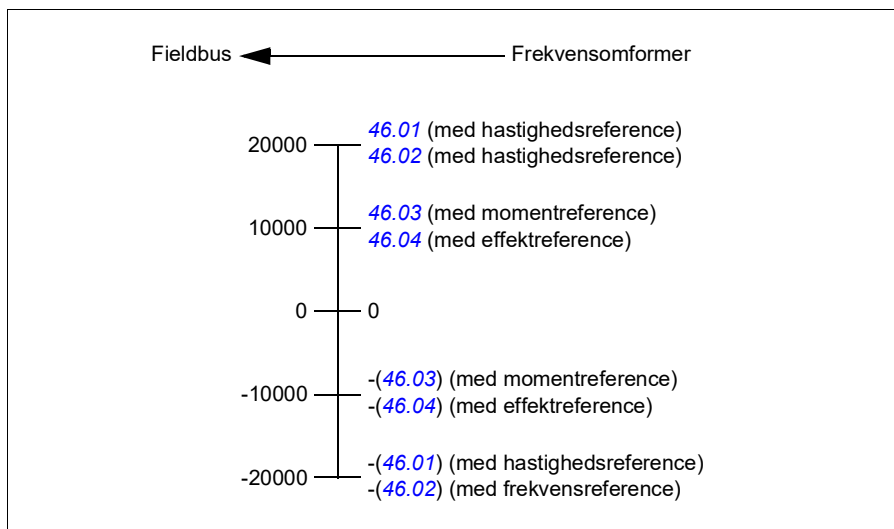 Fieldbus Frekvensomformer
46.01 (med hastighedsreference)
20000 46.02 (med hastighedsreference)
46.03 (med momentreference)
10000 46.04 (med effektreference)
0 0
-(46.03) (med momentreference)
-10000 -(46.04) (med effektreference)
-(46.01) (med hastighedsreference)
-20000 -(46.02) (med frekvensreference)